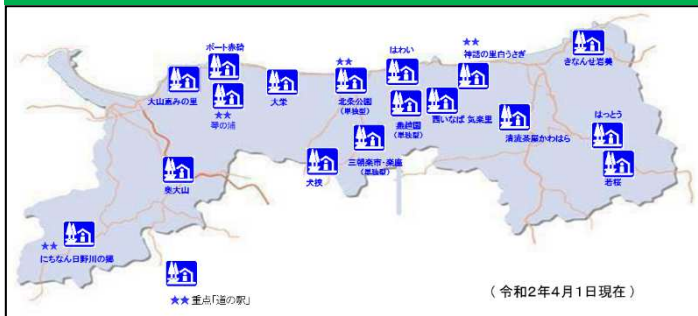 ポート赤碕
大山恵みの里
★★
琴の浦
大栄
★★
北条公園
(単独型)
はわい
燕趙園
(単独型)
西いなば 気楽里
★★
神話の里白うさぎ
きなんせ岩美
清流茶屋かわはら
はっとう
若桜
三朝楽市・楽座
(単独型)
犬挟
奥大山
★★
にちなん日野川の郷
★★ 重点「道の駅」
(令和2年4月1日現在)